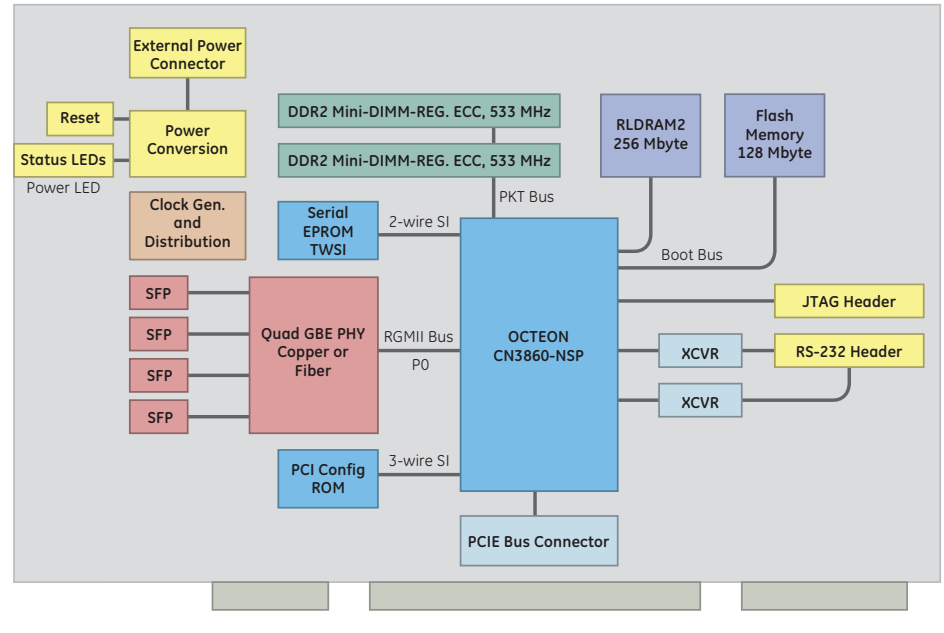 External Power
Connector
Reset
Power
Conversion
Status LEDs
Power LED
Clock Gen.
and
Distribution
DDR2 Mini-DIMM-REG. ECC, 533 MHz
DDR2 Mini-DIMM-REG. ECC, 533 MHz
PKT Bus
RLDRAM2
256 Mbyte
Flash
Memory
128 Mbyte
Serial
EPROM
TWSI
2-wire SI
Boot Bus
SFP
SFP
SFP
SFP
Quad GBE PHY
Copper or
Fiber
RGMII Bus
P0
OCTEON
CN3860-NSP
JTAG Header
XCVR
RS-232 Header
XCVR
PCI Config
ROM
3-wire SI
PCIE Bus Connector